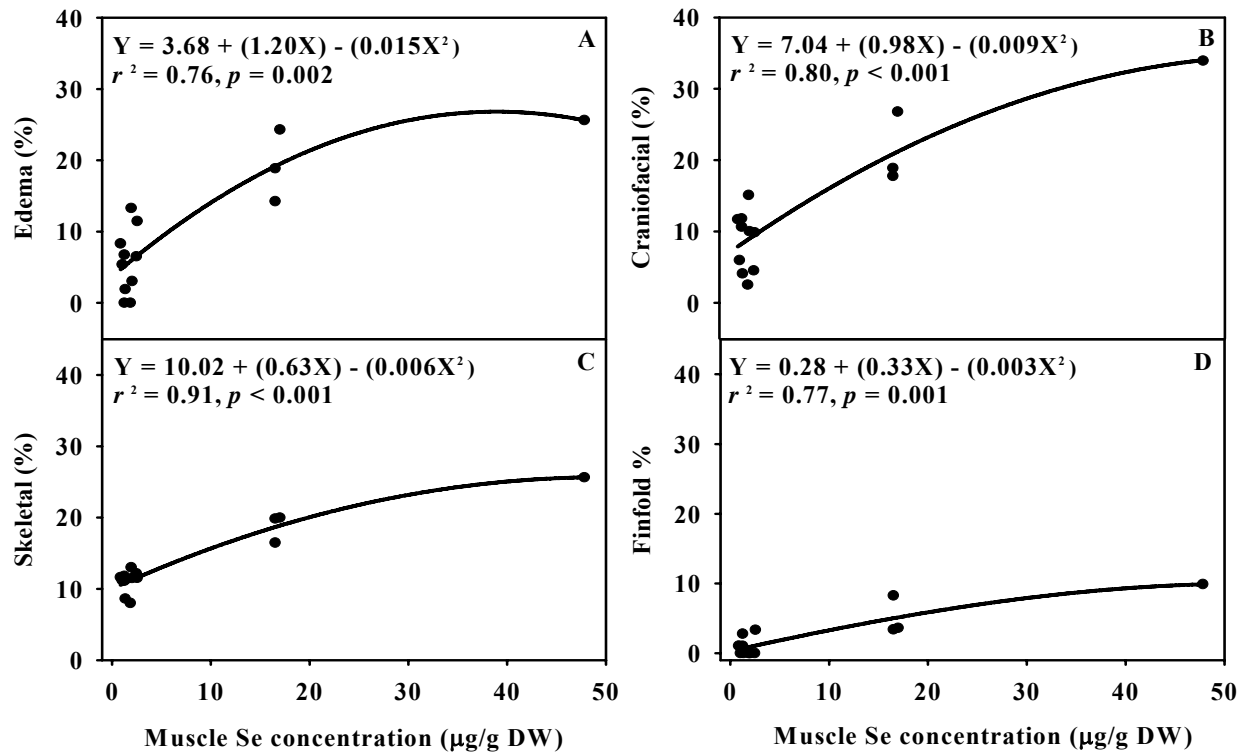 Y = 3.68 + (1.20X) - (0.015X²)
r ² = 0.76, p = 0.002
A
Edema (%)
40
30
20
10
0
Y = 7.04 + (0.98X) - (0.009X²)
r ² = 0.80, p < 0.001
B
Craniofacial (%)
40
30
20
10
0
Y = 10.02 + (0.63X) - (0.006X²)
r ² = 0.91, p < 0.001
C
Skeletal (%)
40
30
20
10
0
0 10 20 30 40 50
Muscle Se concentration (μg/g DW)
Y = 0.28 + (0.33X) - (0.003X²)
r ² = 0.77, p = 0.001
D
Finfold %
40
30
20
10
0
0 10 20 30 40 50
Muscle Se concentration (μg/g DW)